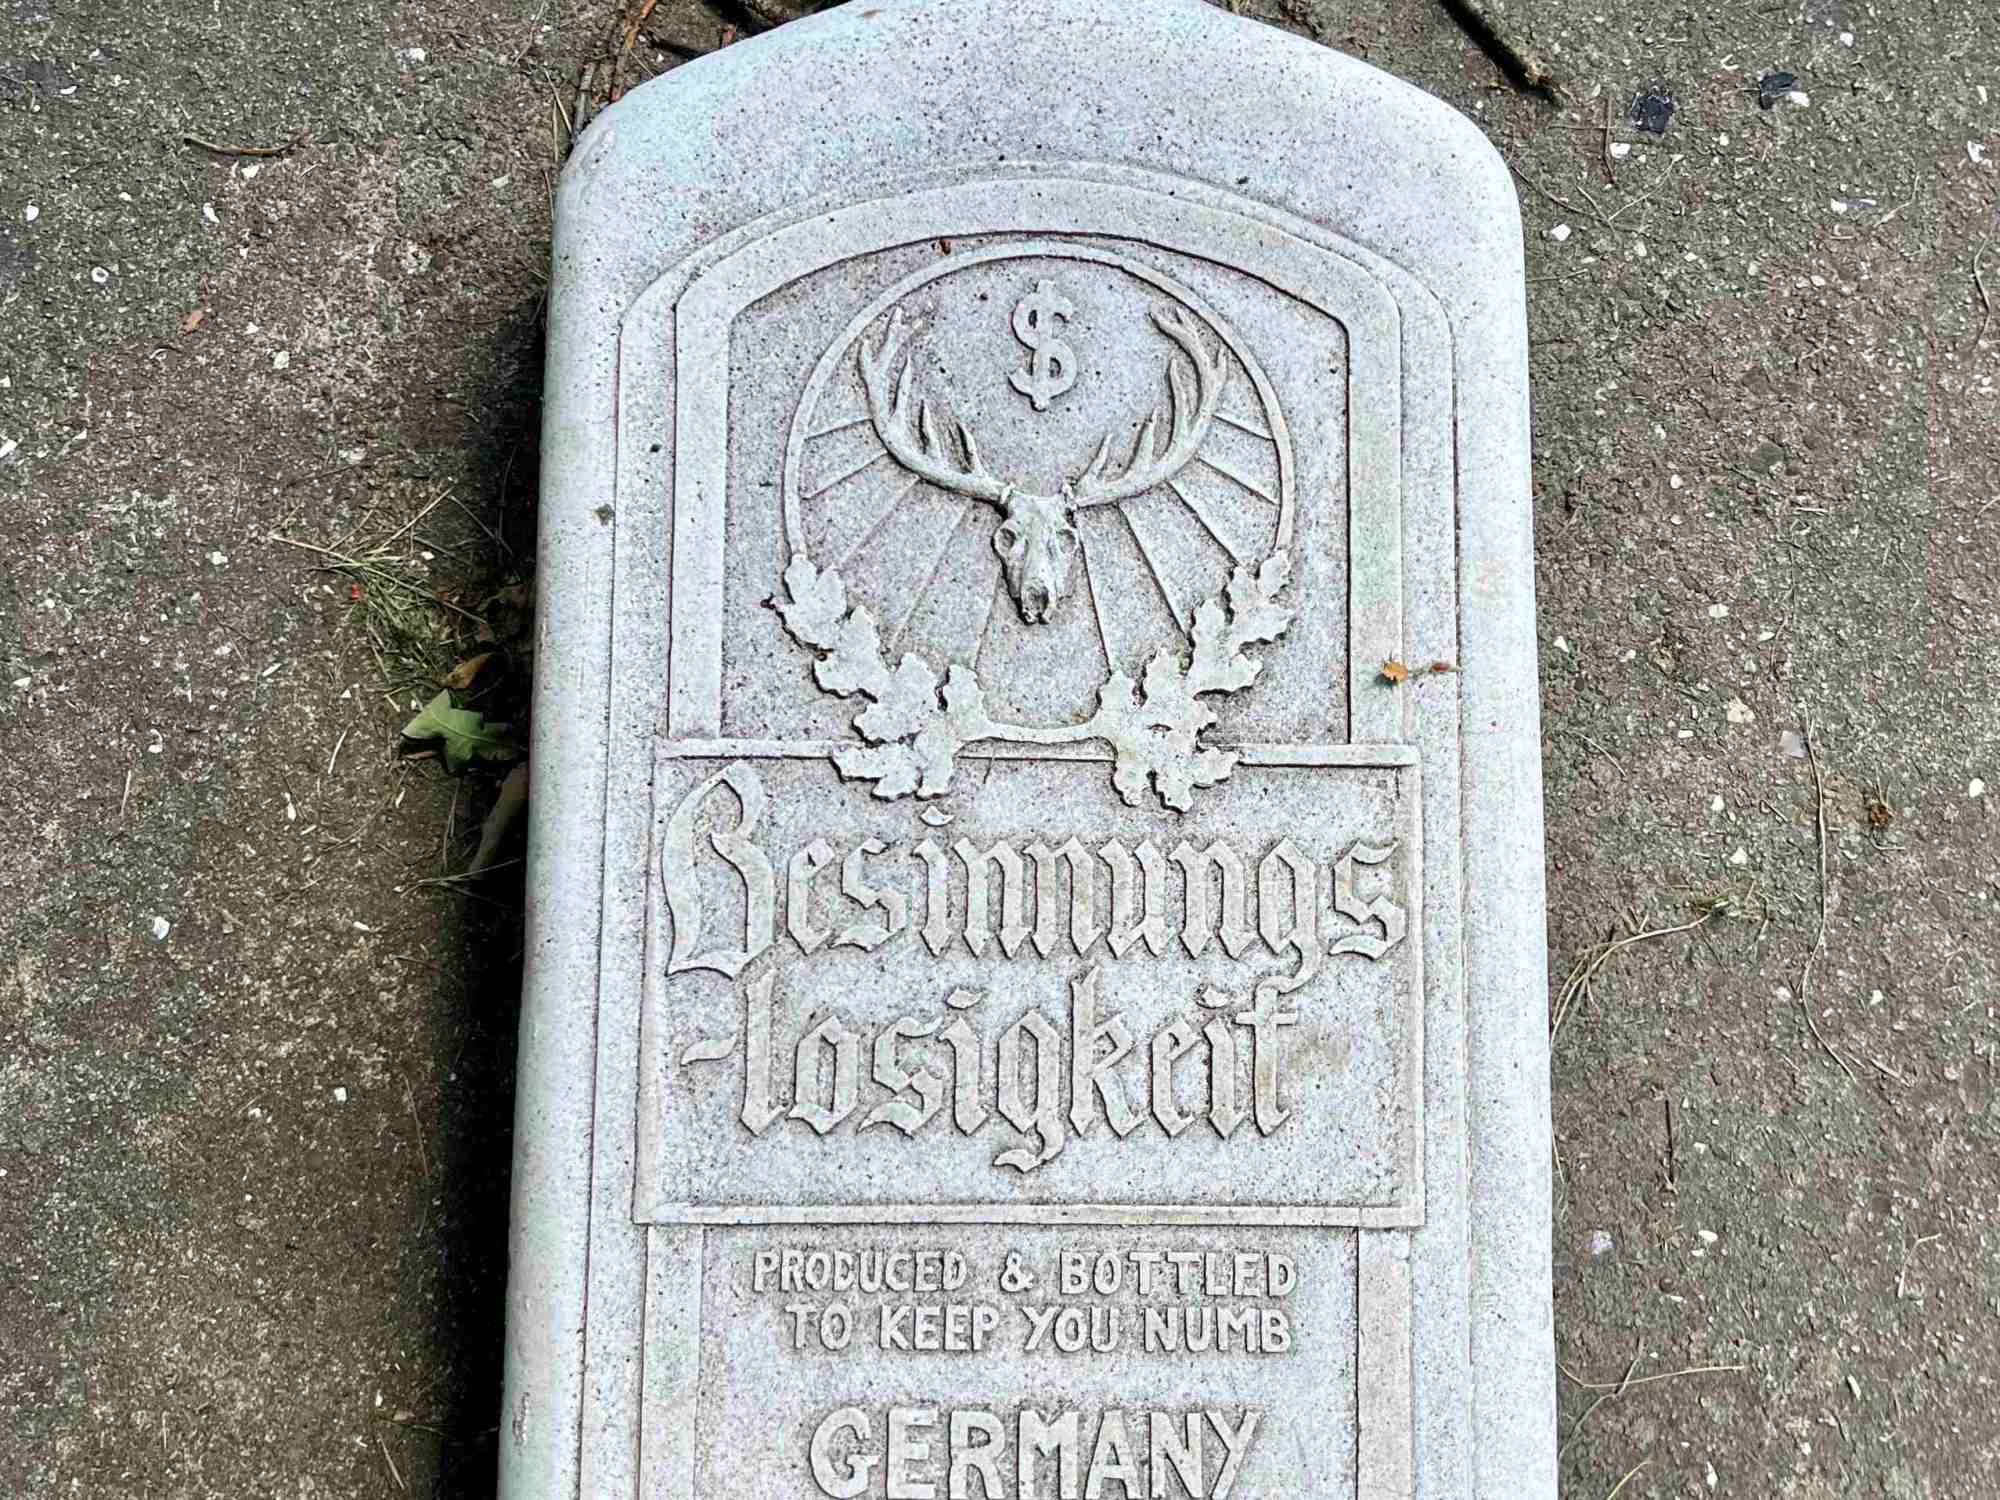 $
Besinnungs
-losigkeit
PRODUCED & BOTTLED
TO KEEP YOU NUMB
GERMANY